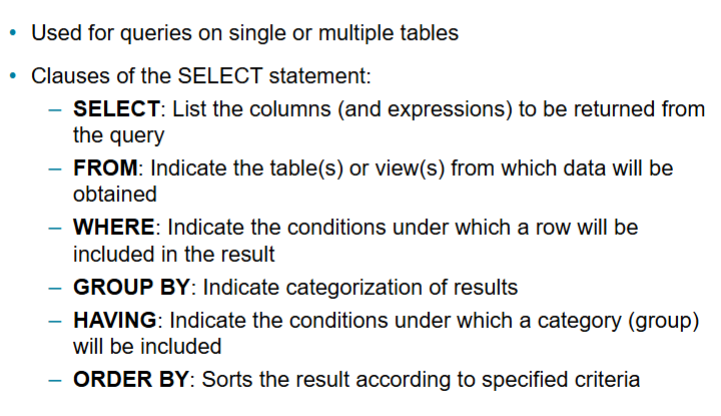 • Used for queries on single or multiple tables
• Clauses of the SELECT statement:
– SELECT: List the columns (and expressions) to be returned from
the query
– FROM: Indicate the table(s) or view(s) from which data will be
obtained
– WHERE: Indicate the conditions under which a row will be
included in the result
– GROUP BY: Indicate categorization of results
– HAVING: Indicate the conditions under which a category (group)
will be included
– ORDER BY: Sorts the result according to specified criteria